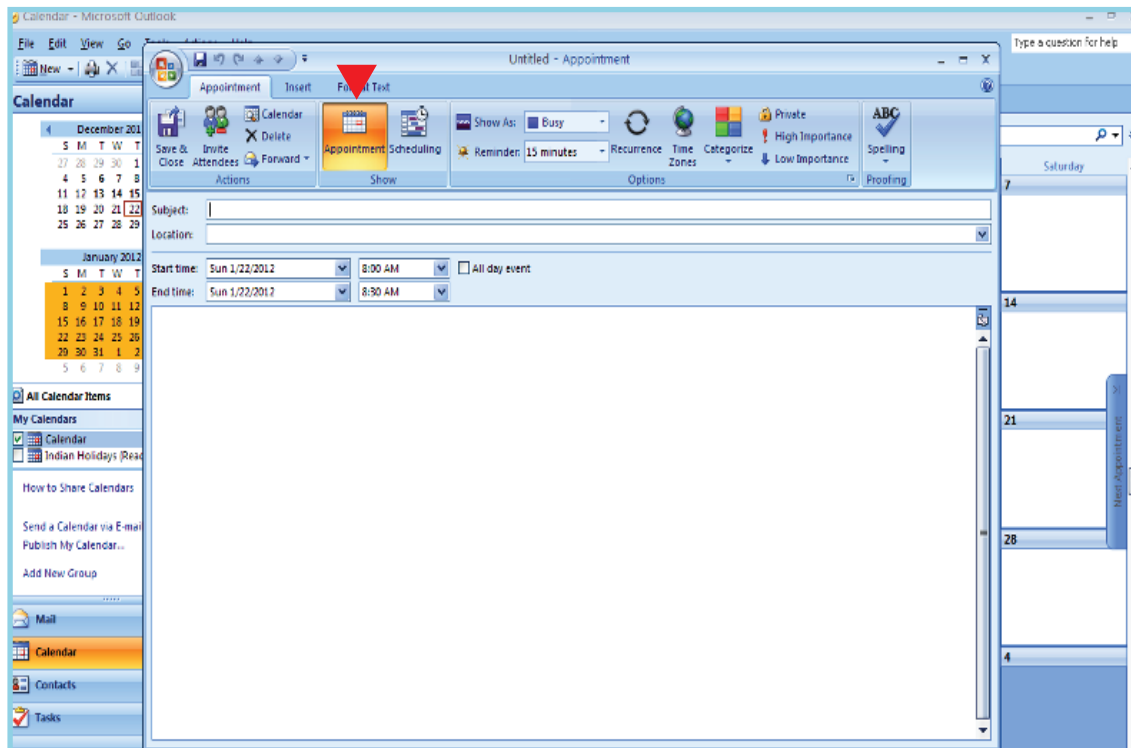 Calendar - Microsoft Outlook
File Edit View Go
Type a question for help
New
Untitled - Appointment
Appointment Insert Text
Calendar
Save & Close
Invite Attendees
Calendar
Delete
Forward
Actions
Appointment Scheduling
Show
Show As: Busy
Reminder: 15 minutes
Recurrence
Time Zones
Categorize
Private
High Importance
Low Importance
Options
ABC
Spelling
Proofing
Subject:
Location:
Start time: Sun 1/22/2012 8:00 AM All day event
End time: Sun 1/22/2012 8:30 AM
December 201
S M T W T
27 28 29 30 1
4 5 6 7 8
11 12 13 14 15
18 19 20 21 22
25 26 27 28 29
January 2012
S M T W T
1 2 3 4 5
8 9 10 11 12
15 16 17 18 19
22 23 24 25 26
29 30 31 1 2
5 6 7 8 9
All Calendar Items
My Calendars
Calendar
Indian Holidays (Read
How to Share Calendars
Send a Calendar via E-mai
Publish My Calendar...
Add New Group
Mail
Calendar
Contacts
Tasks
Saturday
7
14
21
28
4
Next Appointment